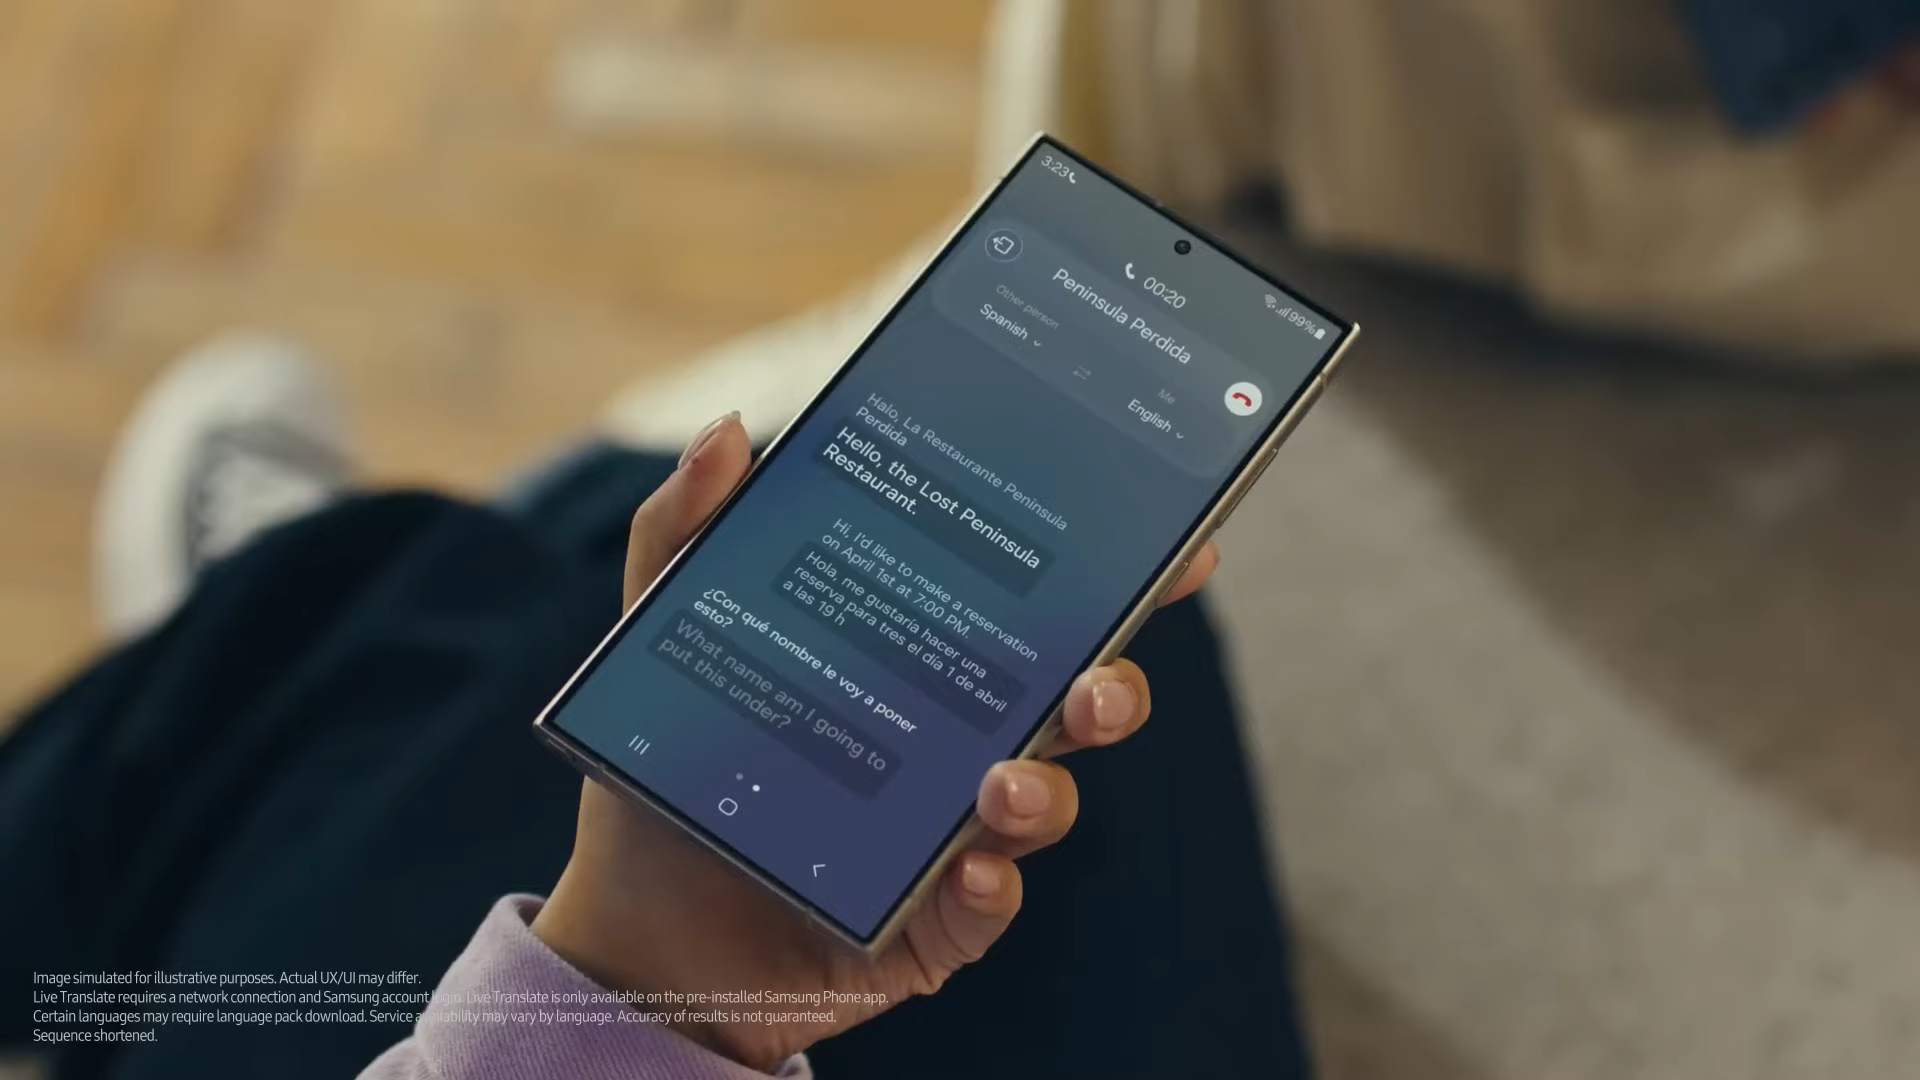 3:23
99%
00:20
Peninsula Perdida
Other person
Spanish
Me
English
Halo, La Restaurante Peninsula
Perdida
Hello, the Lost Peninsula
Restaurant.
Hi, I'd like to make a reservation
on April 1st at 7:00 PM.
Hola, me gustaría hacer una
reserva para tres el día 1 de abril
a las 19 h
¿Con qué nombre le voy a poner
esto?
What name am I going to
put this under?
Image simulated for illustrative purposes. Actual UX/UI may differ.
Live Translate requires a network connection and Samsung account login. Live Translate is only available on the pre-installed Samsung Phone app.
Certain languages may require language pack download. Service availability may vary by language. Accuracy of results is not guaranteed.
Sequence shortened.